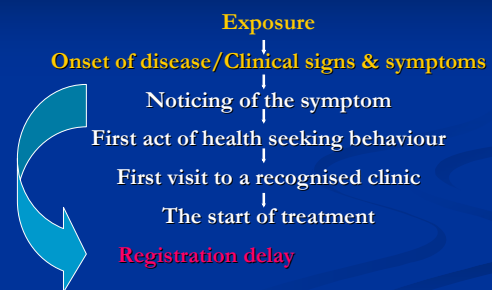 Exposure
Onset of disease/Clinical signs & symptoms
Noticing of the symptom
First act of health seeking behaviour
First visit to a recognised clinic
The start of treatment
Registration delay